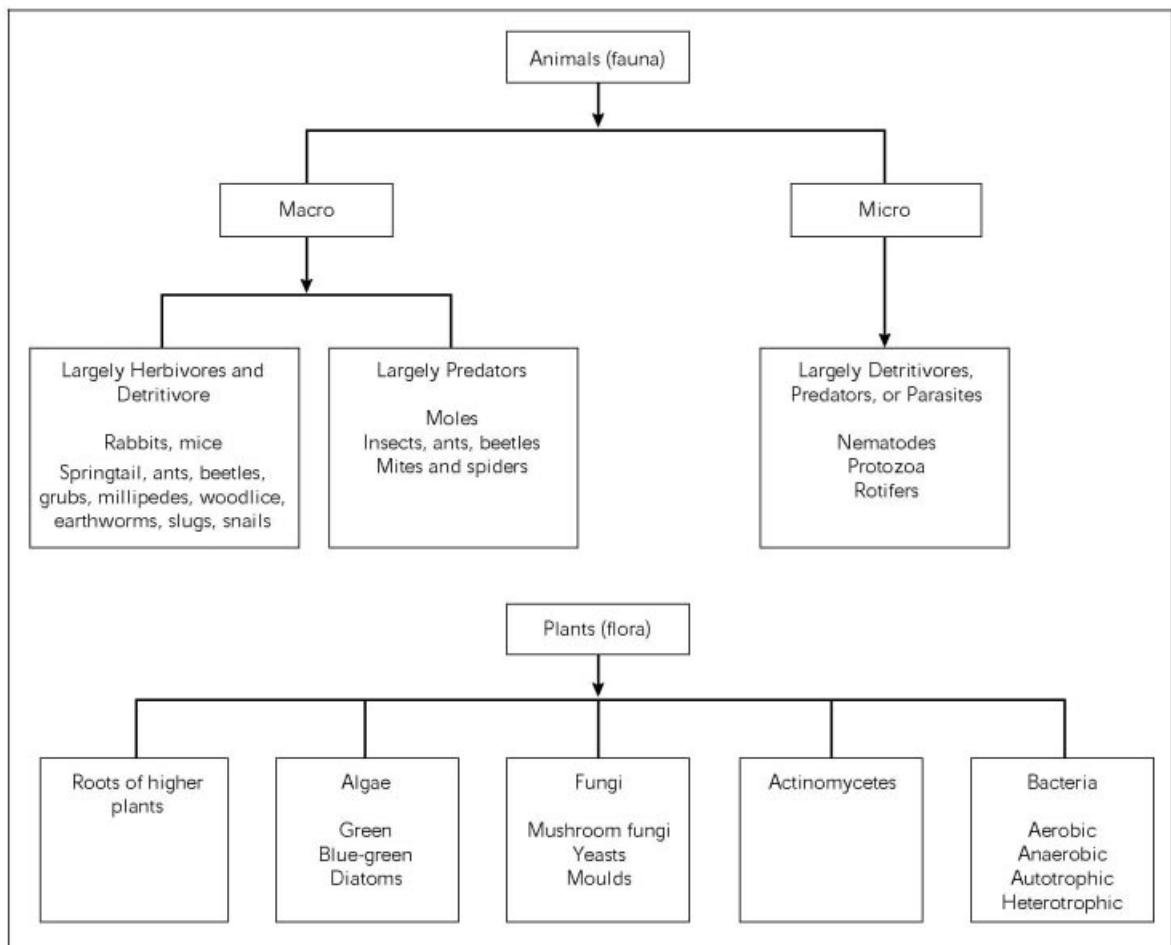 Animals (fauna)
Macro
Micro
Largely Herbivores and
Detritivore
Rabbits, mice
Springtail, ants, beetles,
grubs, millipedes, woodlice,
earthworms, slugs, snails
Largely Predators
Moles
Insects, ants, beetles
Mites and spiders
Largely Detritivores,
Predators, or Parasites
Nematodes
Protozoa
Rotifers
Plants (flora)
Roots of higher
plants
Algae
Green
Blue-green
Diatoms
Fungi
Mushroom fungi
Yeasts
Moulds
Actinomycetes
Bacteria
Aerobic
Anaerobic
Autotrophic
Heterotrophic